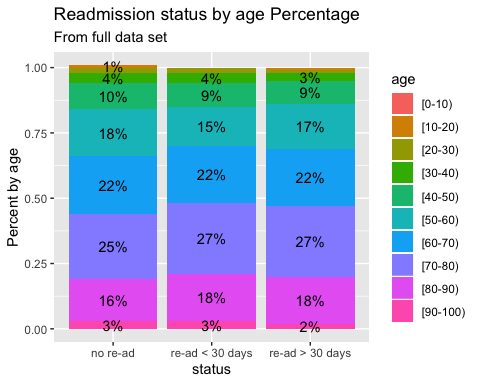 Readmission status by age Percentage
From full data set
1.00
0.75
0.50
0.25
0.00
Percent by age
1%
4% 4% 3%
10% 9% 9%
18% 15% 17%
22% 22% 22%
25% 27% 27%
16% 18% 18%
3% 3% 2%
no re-ad re-ad < 30 days re-ad > 30 days
status
age
[0-10)
[10-20)
[20-30)
[30-40)
[40-50)
[50-60)
[60-70)
[70-80)
[80-90)
[90-100)